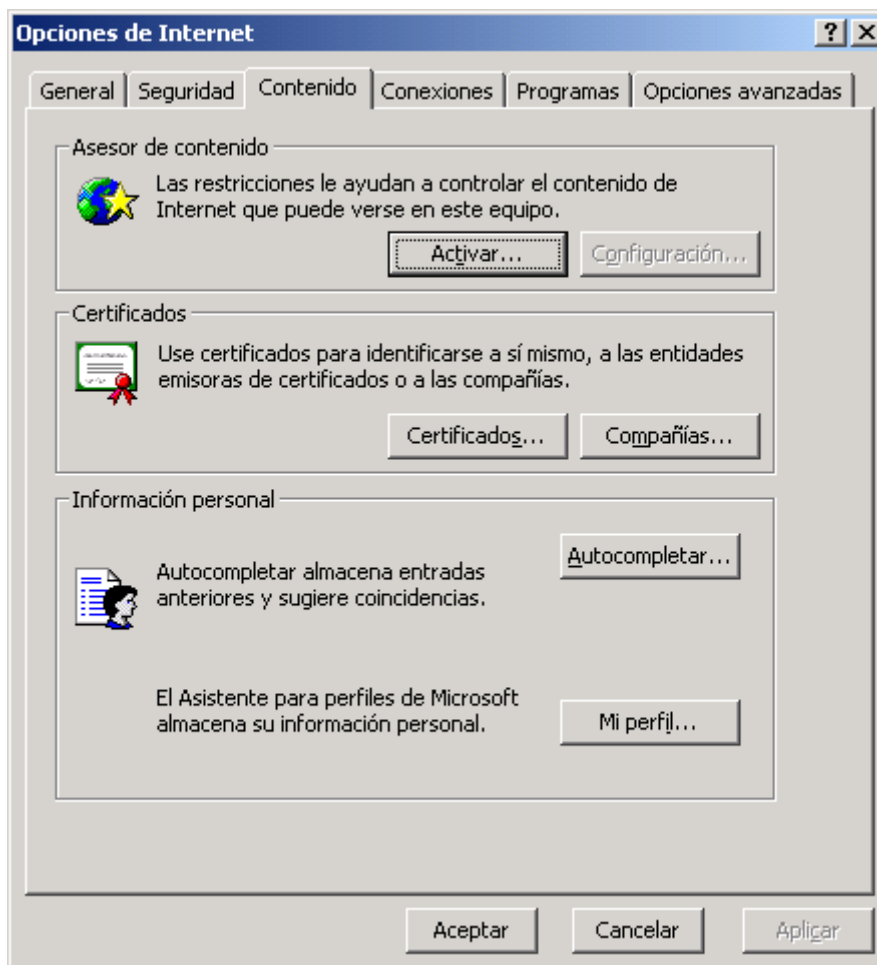 Opciones de Internet
General Seguridad Contenido Conexiones Programas Opciones avanzadas
Asesor de contenido
Las restricciones le ayudan a controlar el contenido de
Internet que puede verse en este equipo.
Activar... Configuración...
Certificados
Use certificados para identificarse a sí mismo, a las entidades
emisoras de certificados o a las compañías.
Certificados... Compañías...
Información personal
Autocompletar almacena entradas
anteriores y sugiere coincidencias.
Autocompletar...
El Asistente para perfiles de Microsoft
almacena su información personal.
Mi perfil...
Aceptar Cancelar Aplicar